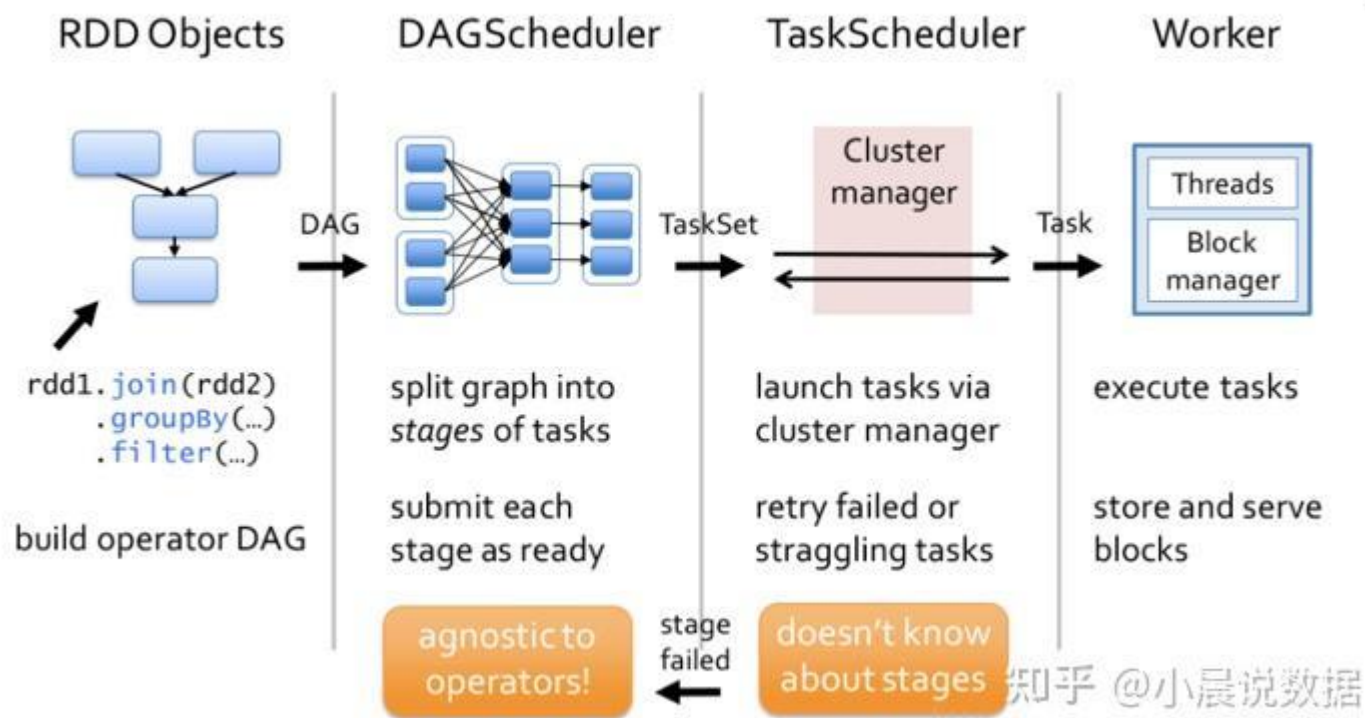 RDD Objects
DAGScheduler
TaskScheduler
Worker
DAG
TaskSet
Cluster
manager
Task
Threads
Block
manager
rdd1.join(rdd2)
.groupBy(…)
.filter(…)
build operator DAG
split graph into
stages of tasks
submit each
stage as ready
agnostic to
operators!
launch tasks via
cluster manager
retry failed or
straggling tasks
stage
failed
doesn't know
about stages
execute tasks
store and serve
blocks
知乎 @小晨说数据